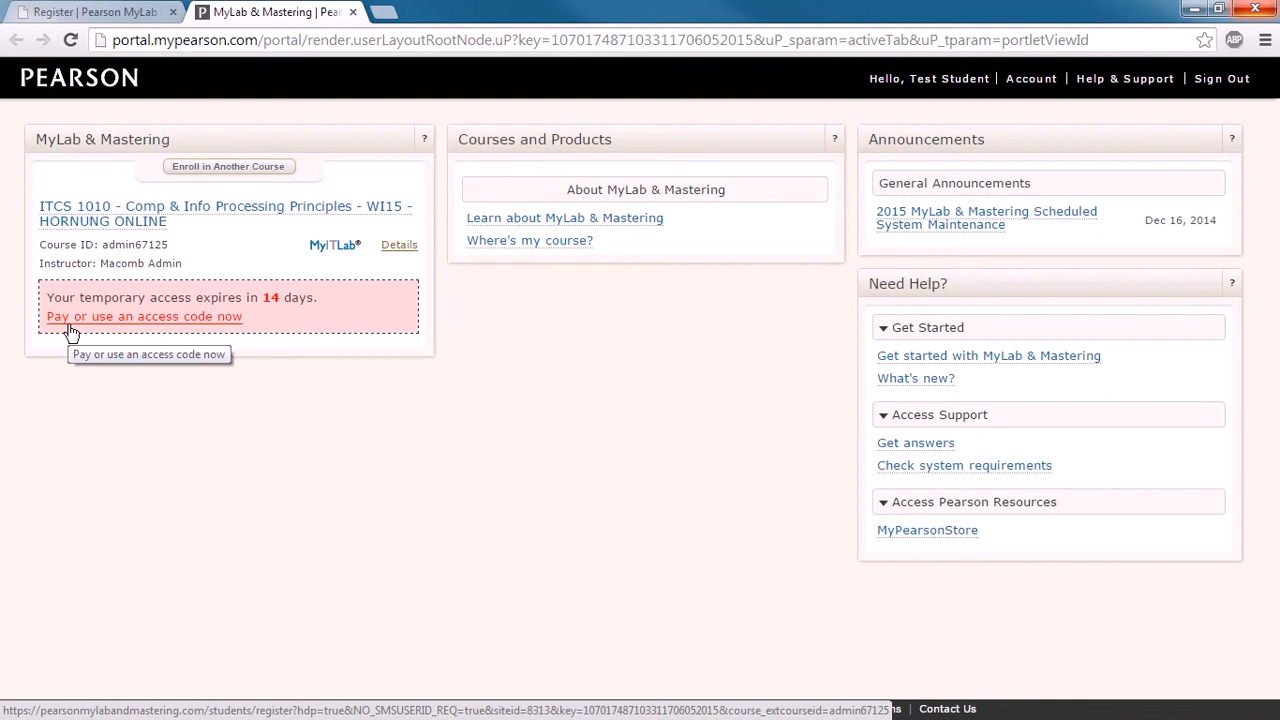 Register | Pearson MyLab
MyLab & Mastering | Pear
portal.mypearson.com/portal/render.userLayoutRootNode.uP?key=107017487103311706052015&uP_sparam=activeTab&uP_tparam=portletViewId
ABP
PEARSON
Hello, Test Student | Account | Help & Support | Sign Out
MyLab & Mastering ?
Enroll in Another Course
ITCS 1010 - Comp & Info Processing Principles - WI15 -
HORNUNG ONLINE
Course ID: admin67125
MyITLab® Details
Instructor: Macomb Admin
Your temporary access expires in 14 days.
Pay or use an access code now
Pay or use an access code now
Courses and Products ?
About MyLab & Mastering
Learn about MyLab & Mastering
Where's my course?
Announcements ?
General Announcements
2015 MyLab & Mastering Scheduled
System Maintenance
Dec 16, 2014
Need Help? ?
Get Started
Get started with MyLab & Mastering
What's new?
Access Support
Get answers
Check system requirements
Access Pearson Resources
MyPearsonStore
https://pearsonmylabandmastering.com/students/register?hdp=true&NO_SMSUSERID_REQ=true&siteid=8313&key=107017487103311706052015&course_extcourseid=admin67125
ns | Contact Us